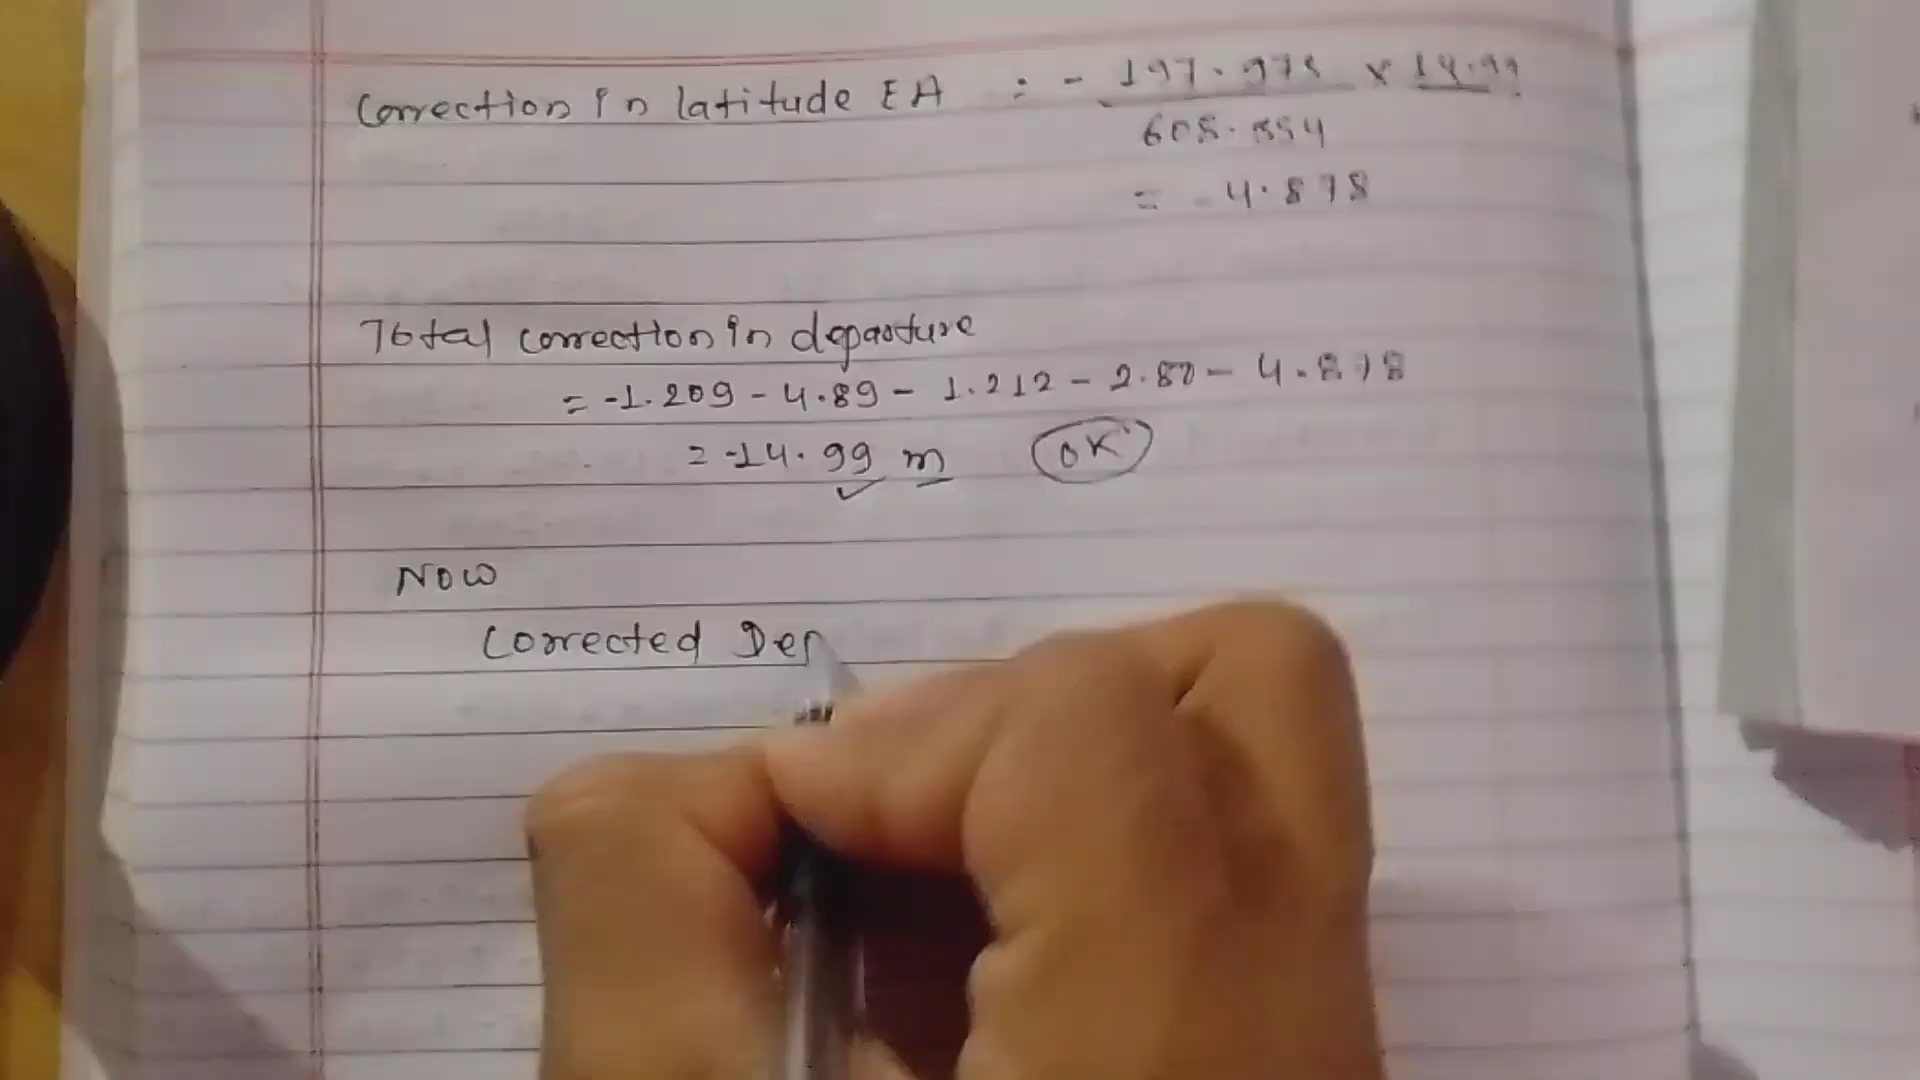 Correction in latitude EA : - 197.978 × 14.99
608.554
= -4.878
Total correction in departure
= -1.209 - 4.89 - 1.212 - 2.80 - 4.878
= -14.99 m OK
NOW
Corrected Dep